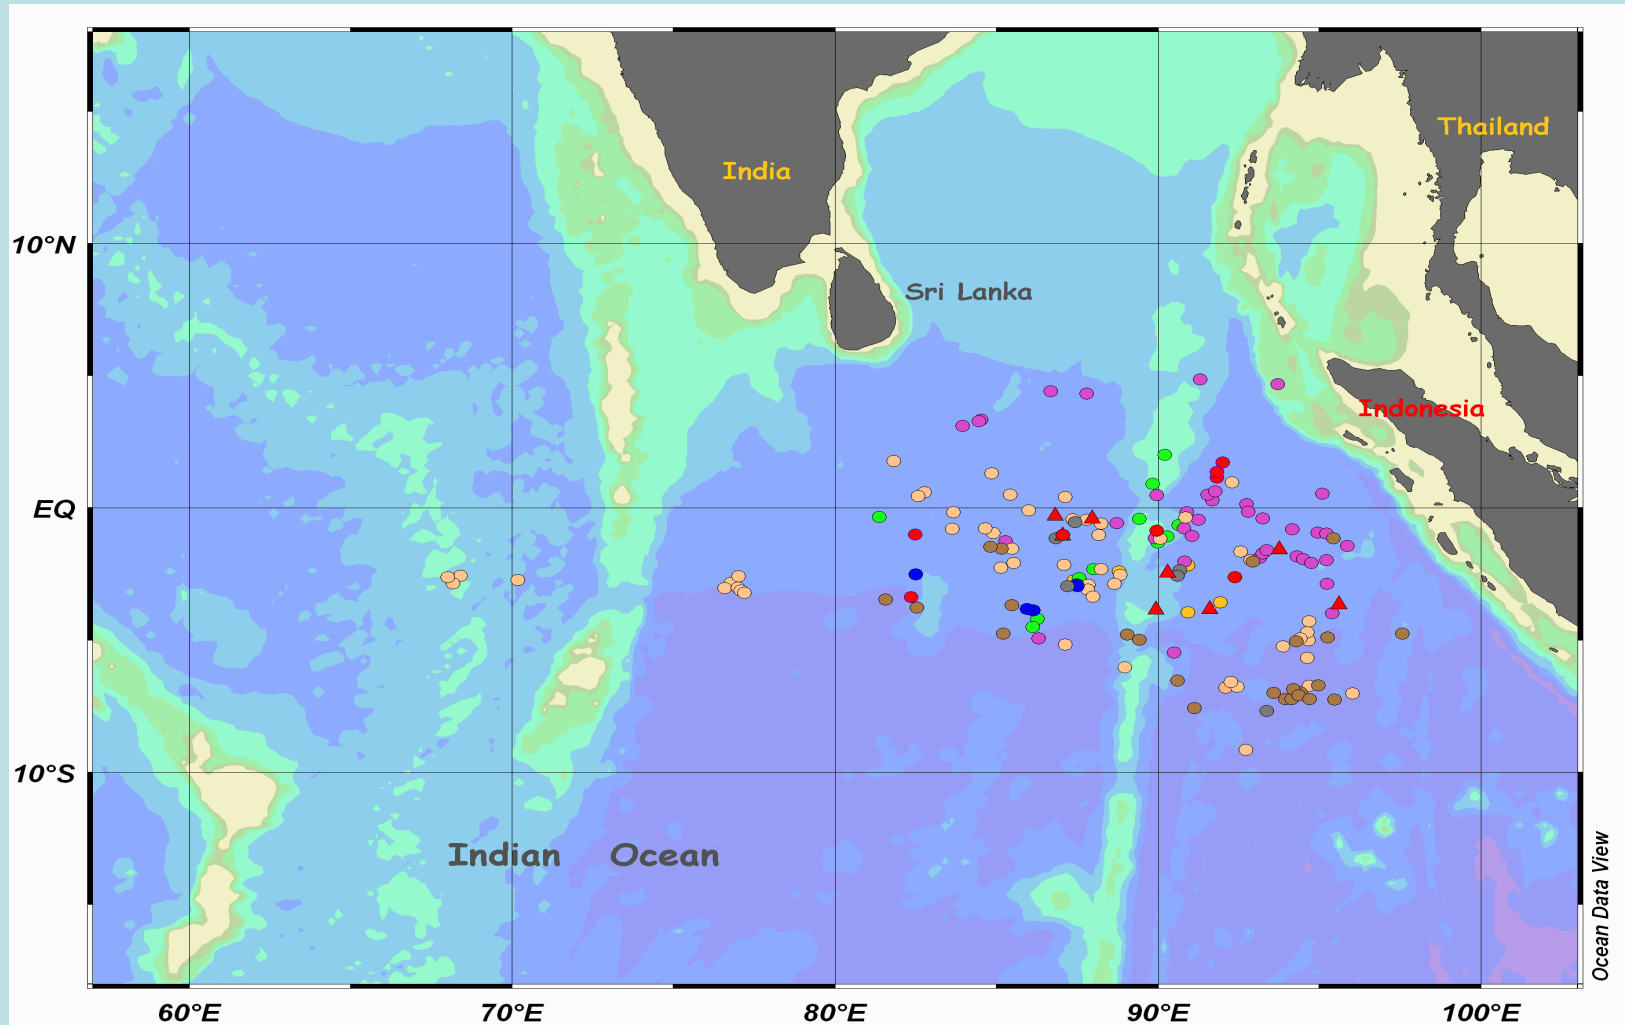 Thailand
India
10°N
Sri Lanka
Indonesia
EQ
10°S
Indian Ocean
Ocean Data View
60°E 70°E 80°E 90°E 100°E